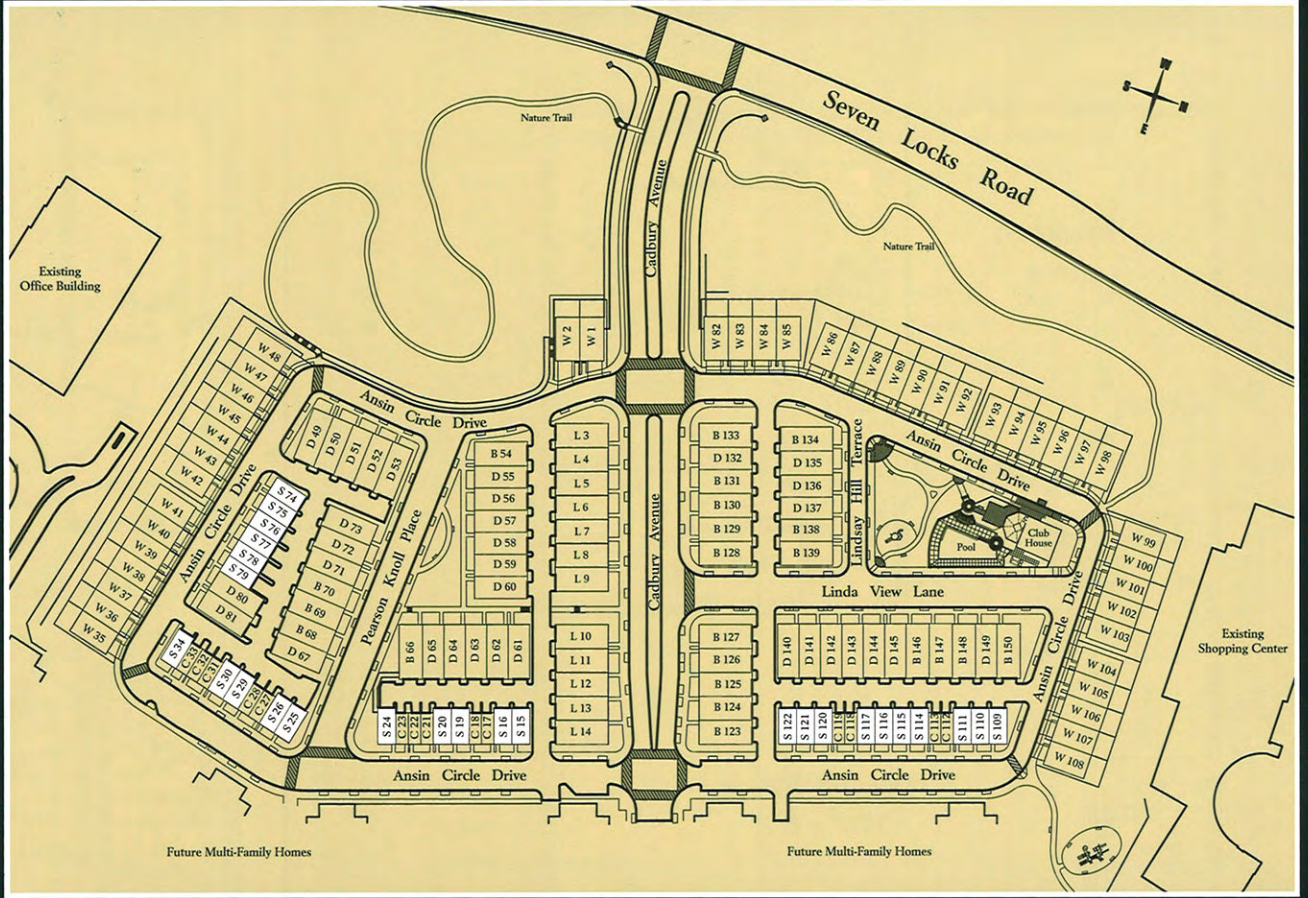 Seven Locks Road
Nature Trail
Nature Trail
W
S
N
E
Cadbury Avenue
Existing
Office Building
W 2
W 1
W 82
W 83
W 84
W 85
W 86
W 87
W 88
W 89
W 90
W 91
W 92
W 93
W 94
W 95
W 96
W 97
W 98
W 48
W 47
W 46
W 45
W 44
W 43
W 42
W 41
W 40
W 39
W 38
W 37
W 36
W 35
Ansin Circle Drive
Ansin Circle Drive
Ansin Circle Drive
D 49
D 50
D 51
D 52
D 53
S 74
S 75
S 76
S 77
S 78
S 79
D 80
D 81
D 73
D 72
D 71
B 70
B 69
B 68
D 67
Pearson Knoll Place
B 54
D 55
D 56
D 57
D 58
D 59
D 60
L 3
L 4
L 5
L 6
L 7
L 8
L 9
L 10
L 11
L 12
L 13
L 14
Cadbury Avenue
B 133
D 132
B 131
B 130
B 129
B 128
B 134
D 135
D 136
D 137
B 138
B 139
Lindsay Hill Terrace
Pool
Club
House
Linda View Lane
W 99
W 100
W 101
W 102
W 103
W 104
W 105
W 106
W 107
W 108
Ansin Circle Drive
Existing
Shopping Center
B 66
D 65
D 64
D 63
D 62
D 61
B 127
B 126
B 125
B 124
B 123
D 140
D 141
D 142
D 143
D 144
D 145
B 146
B 147
B 148
D 149
B 150
S 34
C 33
C 32
C 31
S 30
S 29
C 28
C 27
S 26
S 25
S 24
C 23
C 22
C 21
S 20
S 19
C 18
C 17
S 16
S 15
S 122
S 121
S 120
C 119
C 118
S 117
S 116
S 115
S 114
C 113
C 112
S 111
S 110
S 109
Ansin Circle Drive
Ansin Circle Drive
Future Multi-Family Homes
Future Multi-Family Homes